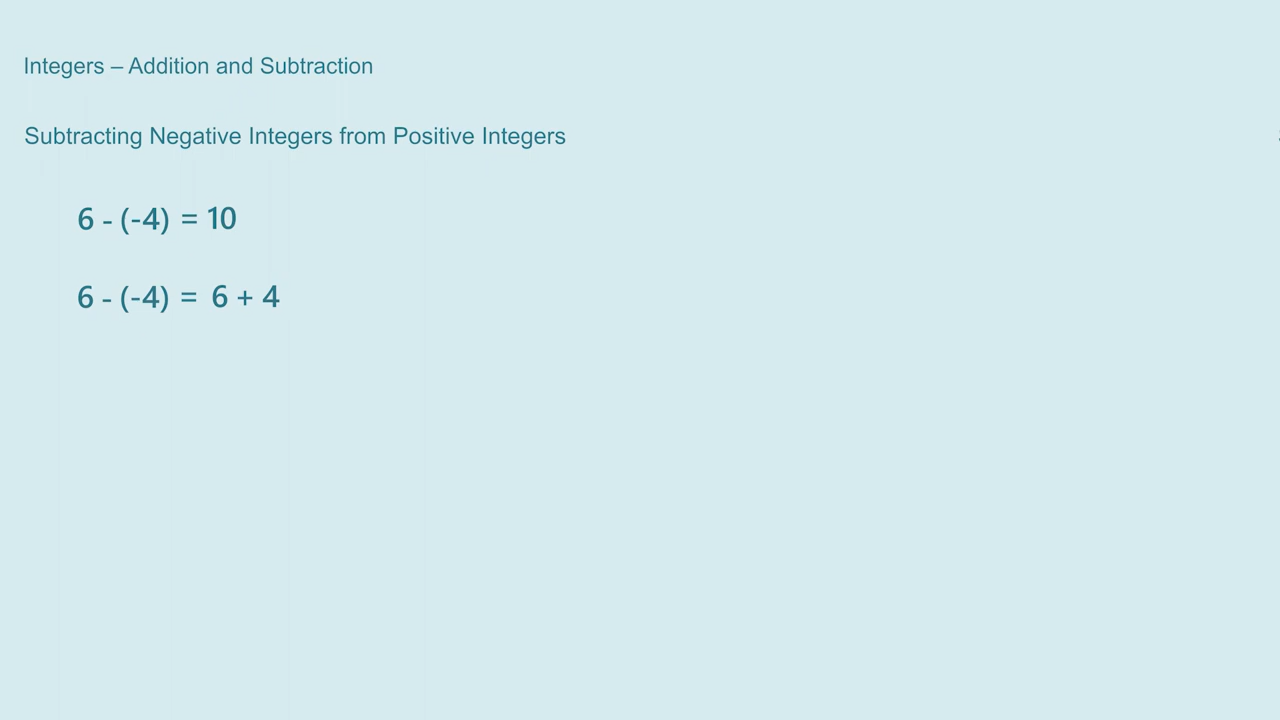 Integers – Addition and Subtraction
Subtracting Negative Integers from Positive Integers
6 - (-4) = 10
6 - (-4) = 6 + 4